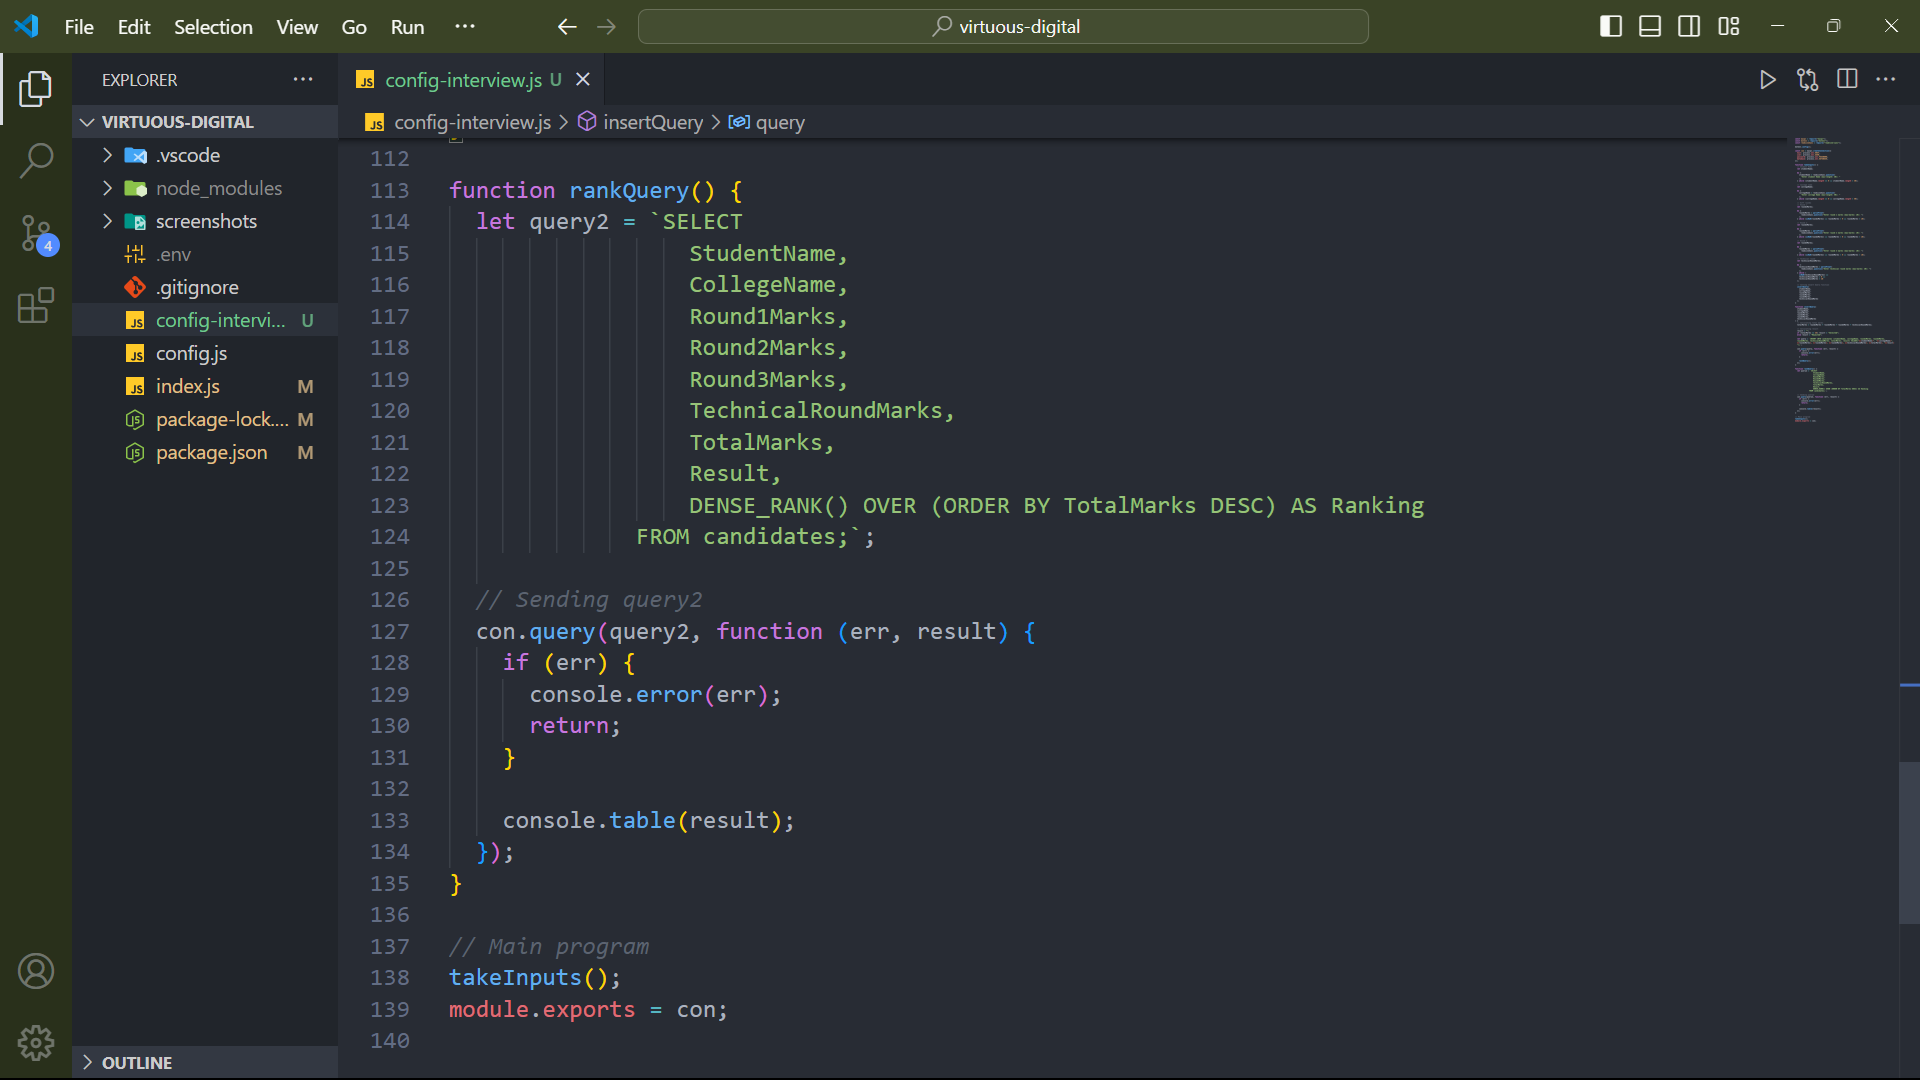 File Edit Selection View Go Run ···
virtuous-digital
EXPLORER ···
VIRTUOUS-DIGITAL
.vscode
node_modules
screenshots
.env
.gitignore
config-intervi... U
config.js
index.js M
package-lock.... M
package.json M
OUTLINE
4
config-interview.js U
config-interview.js > insertQuery > query
112
113 function rankQuery() {
114 let query2 = `SELECT
115 StudentName,
116 CollegeName,
117 Round1Marks,
118 Round2Marks,
119 Round3Marks,
120 TechnicalRoundMarks,
121 TotalMarks,
122 Result,
123 DENSE_RANK() OVER (ORDER BY TotalMarks DESC) AS Ranking
124 FROM candidates;`;
125
126 // Sending query2
127 con.query(query2, function (err, result) {
128 if (err) {
129 console.error(err);
130 return;
131 }
132
133 console.table(result);
134 });
135 }
136
137 // Main program
138 takeInputs();
139 module.exports = con;
140